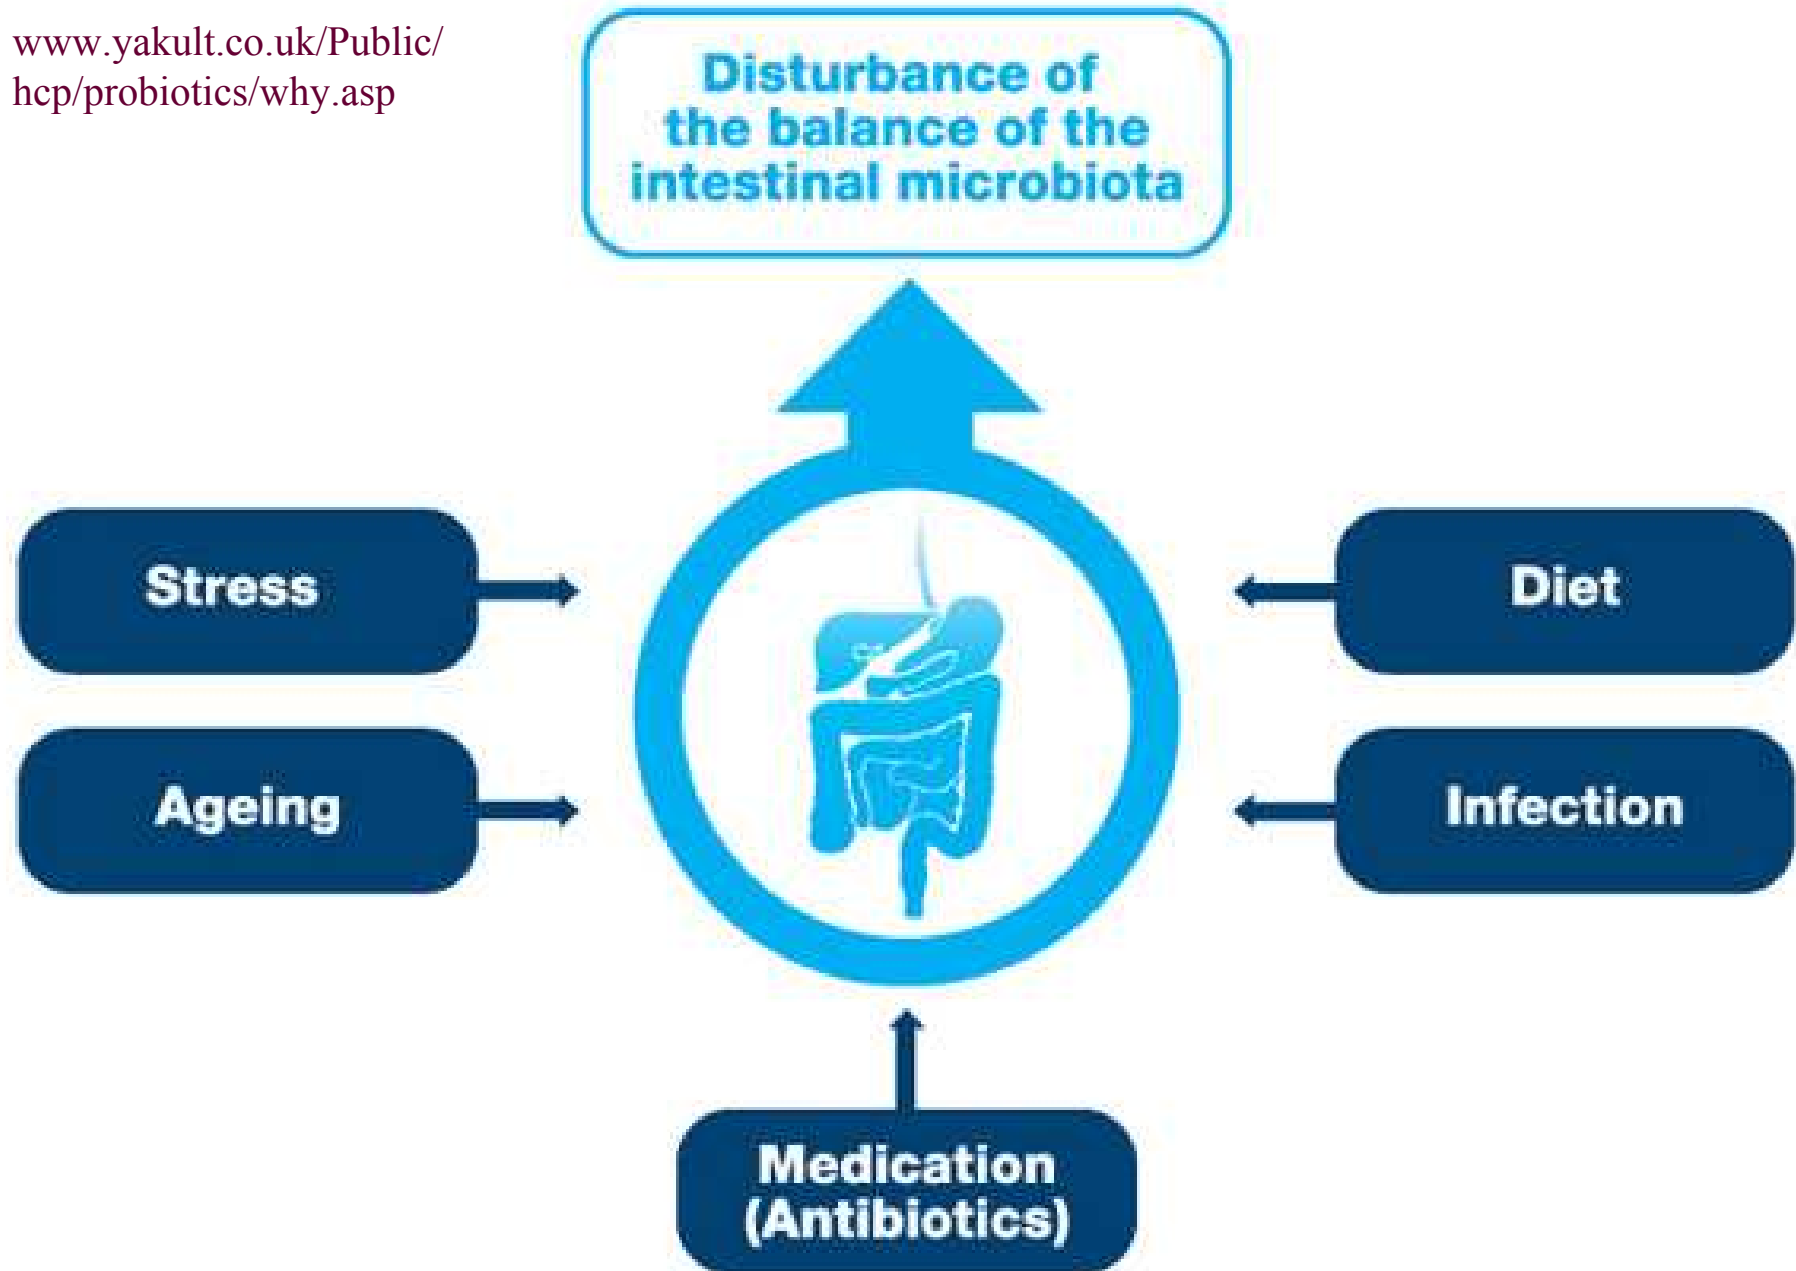 www.yakult.co.uk/Public/
hcp/probiotics/why.asp
Disturbance of
the balance of the
intestinal microbiota
Stress
Diet
Ageing
Infection
Medication
(Antibiotics)